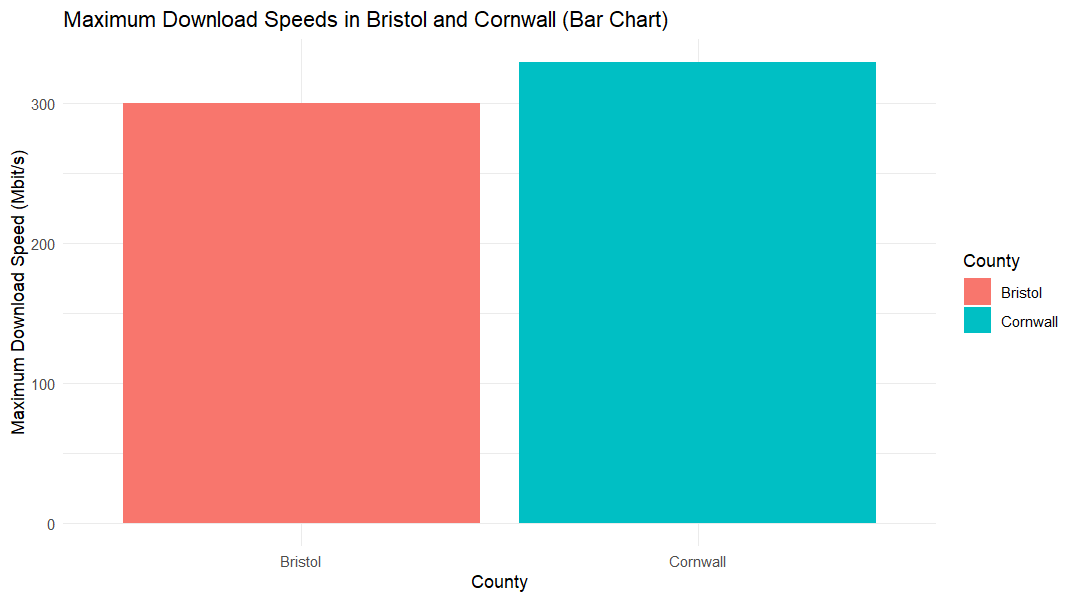 Maximum Download Speeds in Bristol and Cornwall (Bar Chart)
Maximum Download Speed (Mbit/s)
300
200
100
0
Bristol
Cornwall
County
County
Bristol
Cornwall